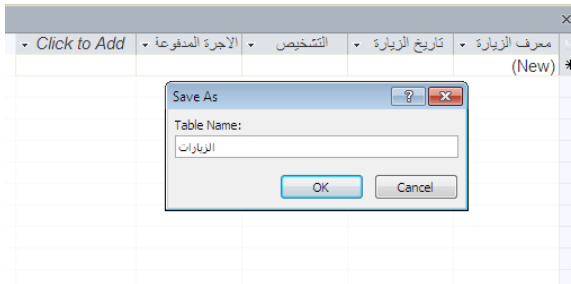 معرف الزيارة تاريخ الزيارة التشخيص الاجرة المدفوعة Click to Add
(New)
Save As
Table Name:
الزيارات
OK Cancel